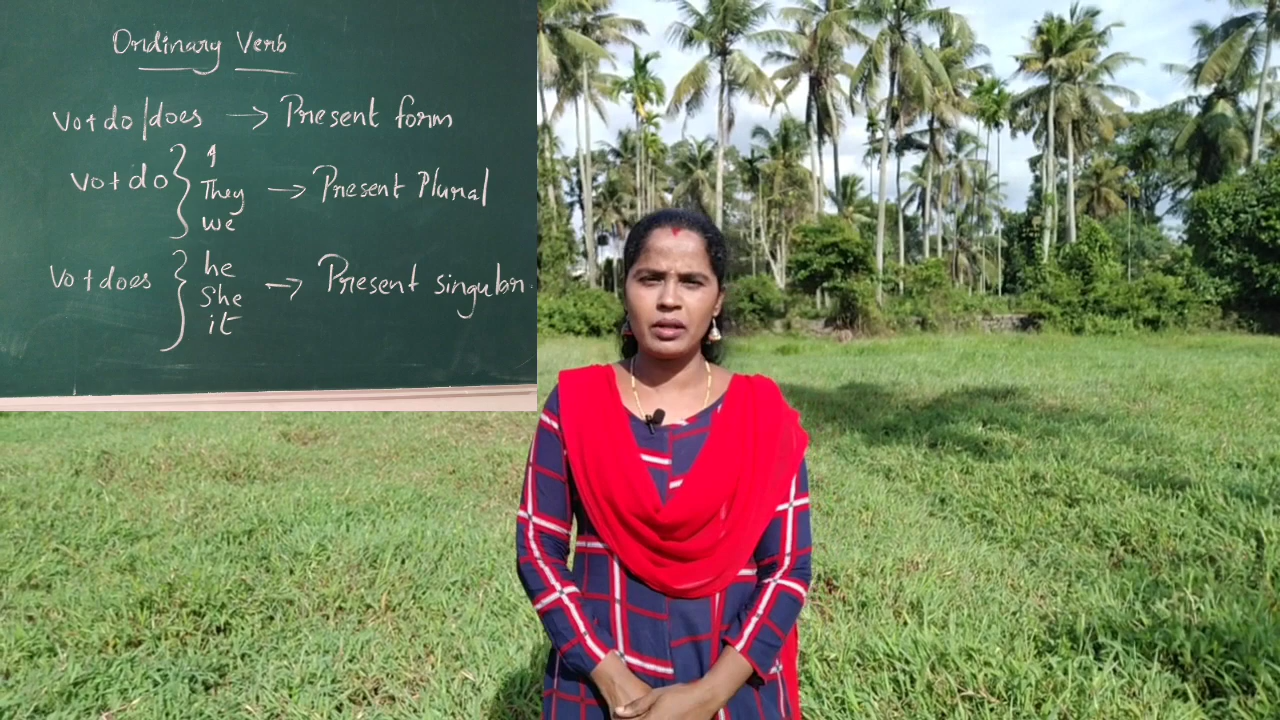 Ordinary Verb
Vo+do/does → Present form
Vo+do } I They we → Present Plural
Vo+does } he She it → Present singular.